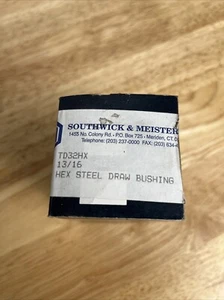 SOUTHWICK & MEISTER
1455 No. Colony Rd. - P.O. Box 725 - Meriden, CT.
Telephone: (203) 237-0000 FAX: (203) 634-
TD32HX
13/16
HEX STEEL DRAW BUSHING